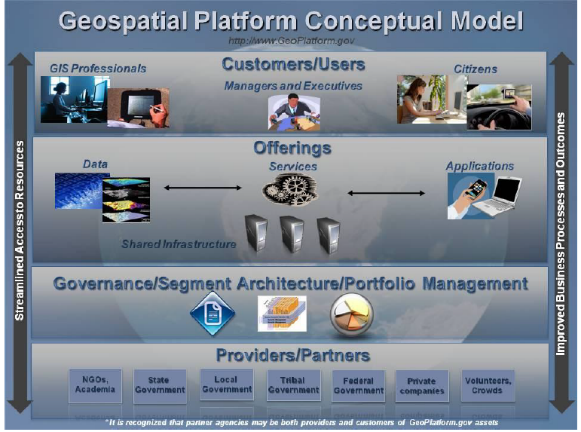 Geospatial Platform Conceptual Model
http://www.GeoPlatform.gov
Customers/Users
GIS Professionals
Managers and Executives
Citizens
Offerings
Data
Services
Applications
Shared Infrastructure
Governance/Segment Architecture/Portfolio Management
Providers/Partners
NGOs,
Academia
State
Government
Local
Government
Tribal
Government
Federal
Government
Private
companies
Volunteers,
Crowds
*It is recognized that partner agencies may be both providers and customers of GeoPlatform.gov assets
Streamlined Access to Resources
Improved Business Processes and Outcomes